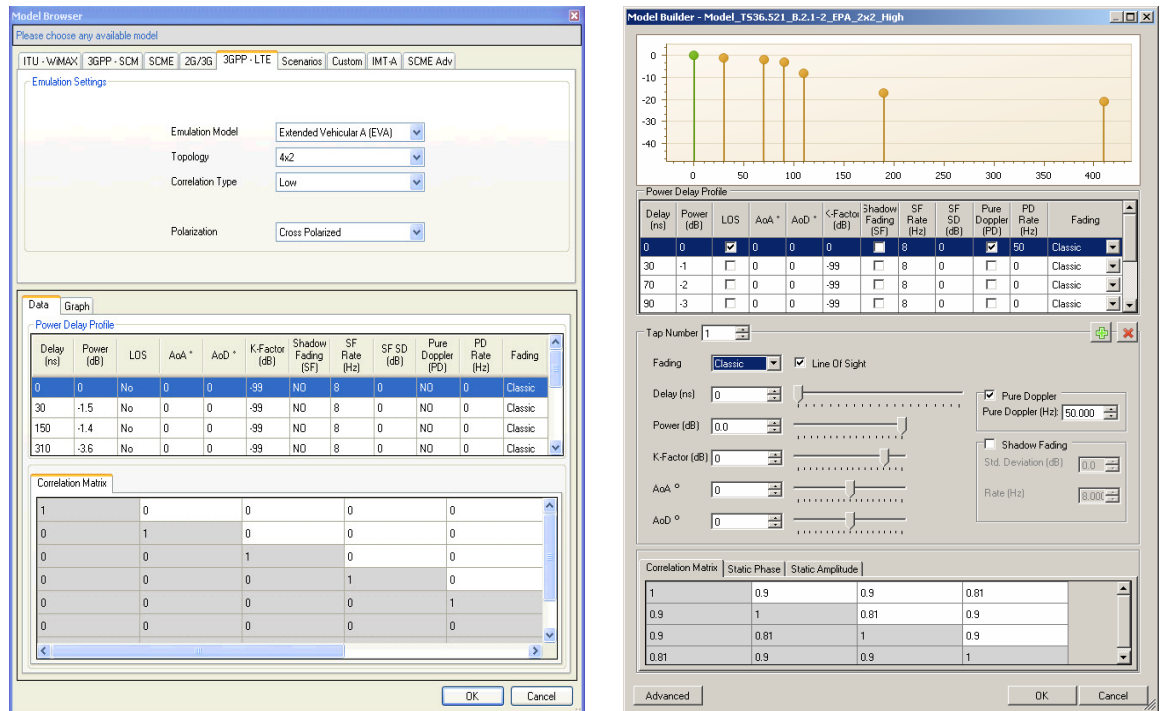 Model Browser
Please choose any available model
ITU - WiMAX 3GPP - SCM SCME 2G/3G 3GPP - LTE Scenarios Custom IMT-A SCME Adv
Emulation Settings
Emulation Model Extended Vehicular A (EVA)
Topology 4x2
Correlation Type Low
Polarization Cross Polarized
Data Graph
Power Delay Profile
Delay (ns) Power (dB) LOS AoA ° AoD ° K-Factor (dB) Shadow Fading (SF) SF Rate (Hz) SF SD (dB) Pure Doppler (PD) PD Rate (Hz) Fading
0 0 No 0 0 -99 NO 8 0 NO 0 Classic
30 -1.5 No 0 0 -99 NO 8 0 NO 0 Classic
150 -1.4 No 0 0 -99 NO 8 0 NO 0 Classic
310 -3.6 No 0 0 -99 NO 8 0 NO 0 Classic
Correlation Matrix
1 0 0 0 0
0 1 0 0 0
0 0 1 0 0
0 0 0 1 0
0 0 0 0 1
0 0 0 0 0
OK Cancel
Model Builder - Model_TS36.521_B.2.1-2_EPA_2x2_High
0
-10
-20
-30
-40
0 50 100 150 200 250 300 350 400
Power Delay Profile
Delay (ns) Power (dB) LOS AoA ° AoD ° K-Factor (dB) Shadow Fading (SF) SF Rate (Hz) SF SD (dB) Pure Doppler (PD) PD Rate (Hz) Fading
0 0 0 0 0 8 0 50 Classic
30 -1 0 0 -99 8 0 0 Classic
70 -2 0 0 -99 8 0 0 Classic
90 -3 0 0 -99 8 0 0 Classic
Tap Number 1
Fading Classic Line Of Sight
Delay (ns) 0
Power (dB) 0.0
K-Factor (dB) 0
AoA ° 0
AoD ° 0
Pure Doppler
Pure Doppler (Hz): 50.000
Shadow Fading
Std. Deviation (dB) 0.0
Rate (Hz) 8.00
Correlation Matrix Static Phase Static Amplitude
1 0.9 0.9 0.81
0.9 1 0.81 0.9
0.9 0.81 1 0.9
0.81 0.9 0.9 1
Advanced OK Cancel